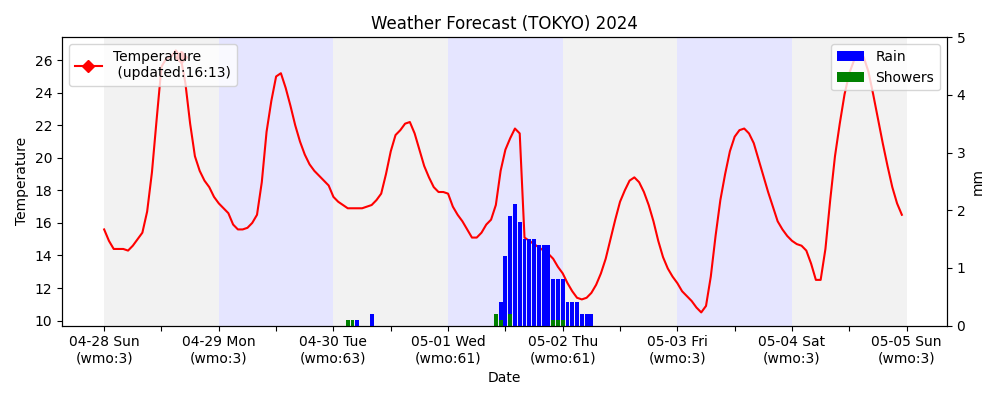 Weather Forecast (TOKYO) 2024
Temperature
(updated:16:13)
Rain
Showers
Temperature
26
24
22
20
18
16
14
12
10
5
4
3
2
1
0
mm
04-28 Sun
(wmo:3)
04-29 Mon
(wmo:3)
04-30 Tue
(wmo:63)
05-01 Wed
(wmo:61)
05-02 Thu
(wmo:61)
05-03 Fri
(wmo:3)
05-04 Sat
(wmo:3)
05-05 Sun
(wmo:3)
Date